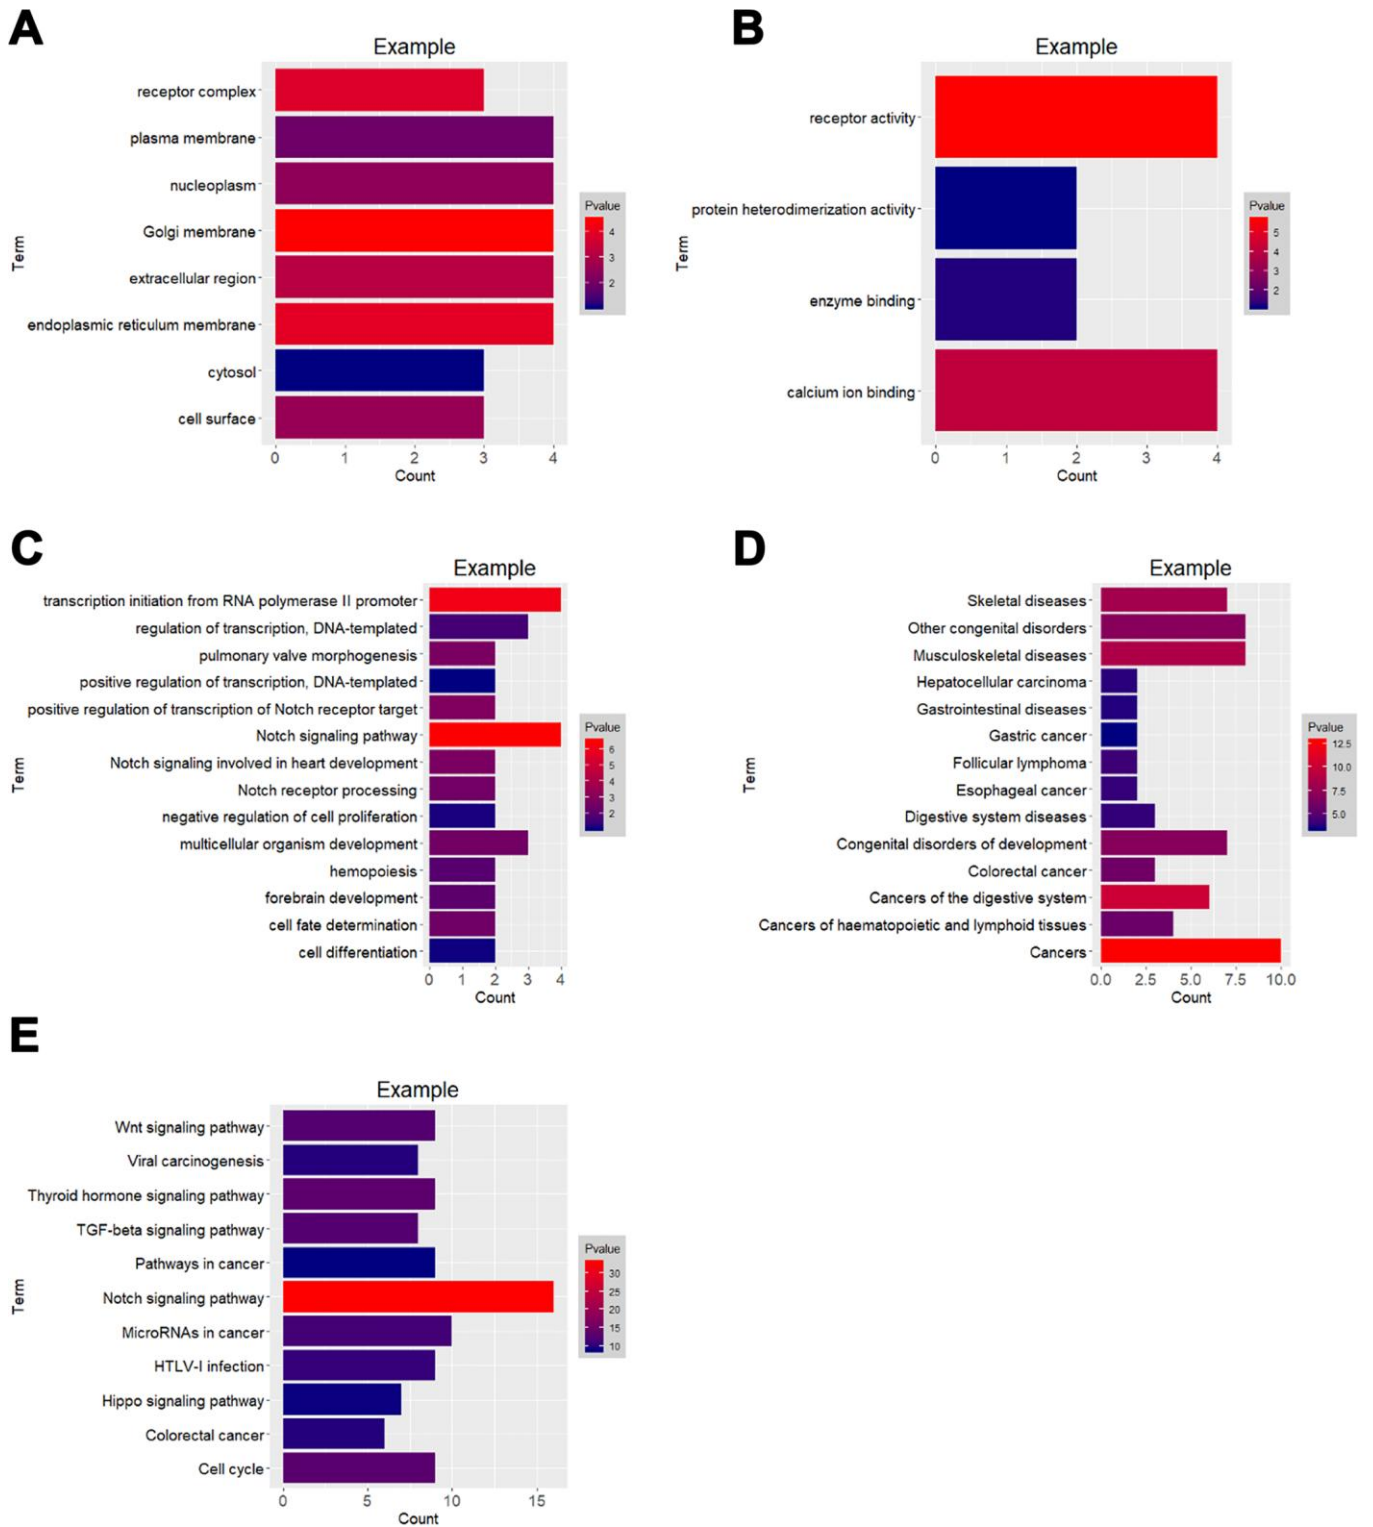 A
Example
Term
receptor complex
plasma membrane
nucleoplasm
Golgi membrane
extracellular region
endoplasmic reticulum membrane
cytosol
cell surface
0 1 2 3 4
Count
Pvalue
4
3
2
B
Example
Term
receptor activity
protein heterodimerization activity
enzyme binding
calcium ion binding
0 1 2 3 4
Count
Pvalue
5
4
3
2
C
Example
Term
transcription initiation from RNA polymerase II promoter
regulation of transcription, DNA-templated
pulmonary valve morphogenesis
positive regulation of transcription, DNA-templated
positive regulation of transcription of Notch receptor target
Notch signaling pathway
Notch signaling involved in heart development
Notch receptor processing
negative regulation of cell proliferation
multicellular organism development
hemopoiesis
forebrain development
cell fate determination
cell differentiation
0 1 2 3 4
Count
Pvalue
6
5
4
3
2
D
Example
Term
Skeletal diseases
Other congenital disorders
Musculoskeletal diseases
Hepatocellular carcinoma
Gastrointestinal diseases
Gastric cancer
Follicular lymphoma
Esophageal cancer
Digestive system diseases
Congenital disorders of development
Colorectal cancer
Cancers of the digestive system
Cancers of haematopoietic and lymphoid tissues
Cancers
0.0 2.5 5.0 7.5 10.0
Count
Pvalue
12.5
10.0
7.5
5.0
E
Example
Term
Wnt signaling pathway
Viral carcinogenesis
Thyroid hormone signaling pathway
TGF-beta signaling pathway
Pathways in cancer
Notch signaling pathway
MicroRNAs in cancer
HTLV-I infection
Hippo signaling pathway
Colorectal cancer
Cell cycle
0 5 10 15
Count
Pvalue
30
25
20
15
10